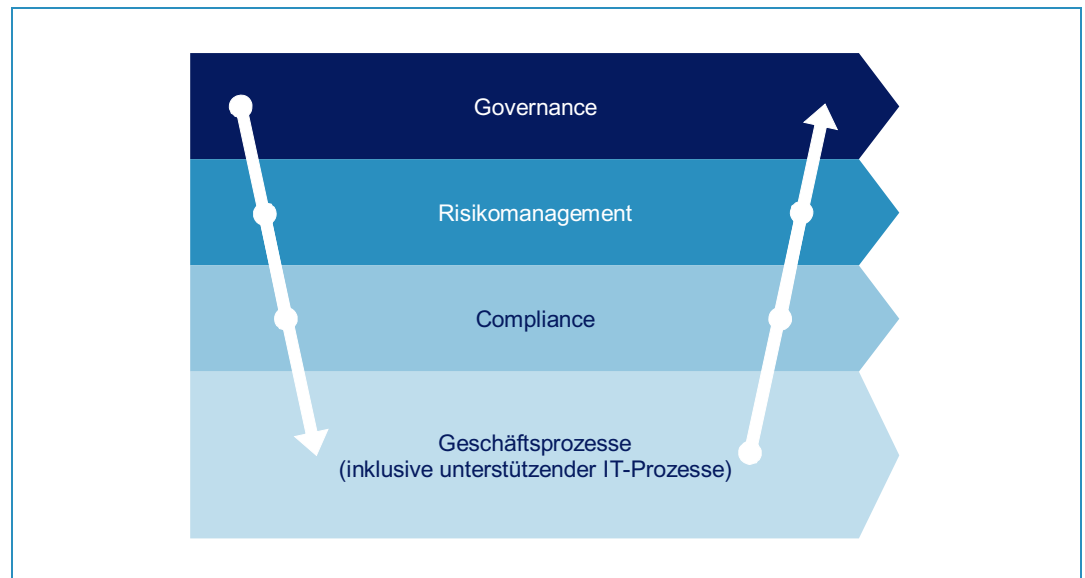 Governance
Risikomanagement
Compliance
Geschäftsprozesse
(inklusive unterstützender IT-Prozesse)